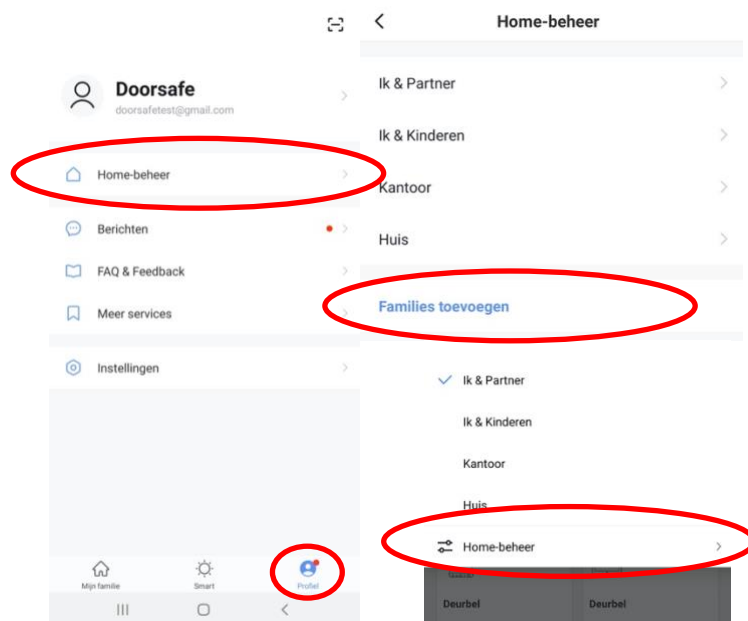 Doorsafe
doorsafetest@gmail.com
Home-beheer
Berichten
FAQ & Feedback
Meer services
Instellingen
Mijn familie
Smart
Profiel
Home-beheer
Ik & Partner
Ik & Kinderen
Kantoor
Huis
Families toevoegen
Ik & Partner
Ik & Kinderen
Kantoor
Huis
Home-beheer
Deurbel
Deurbel